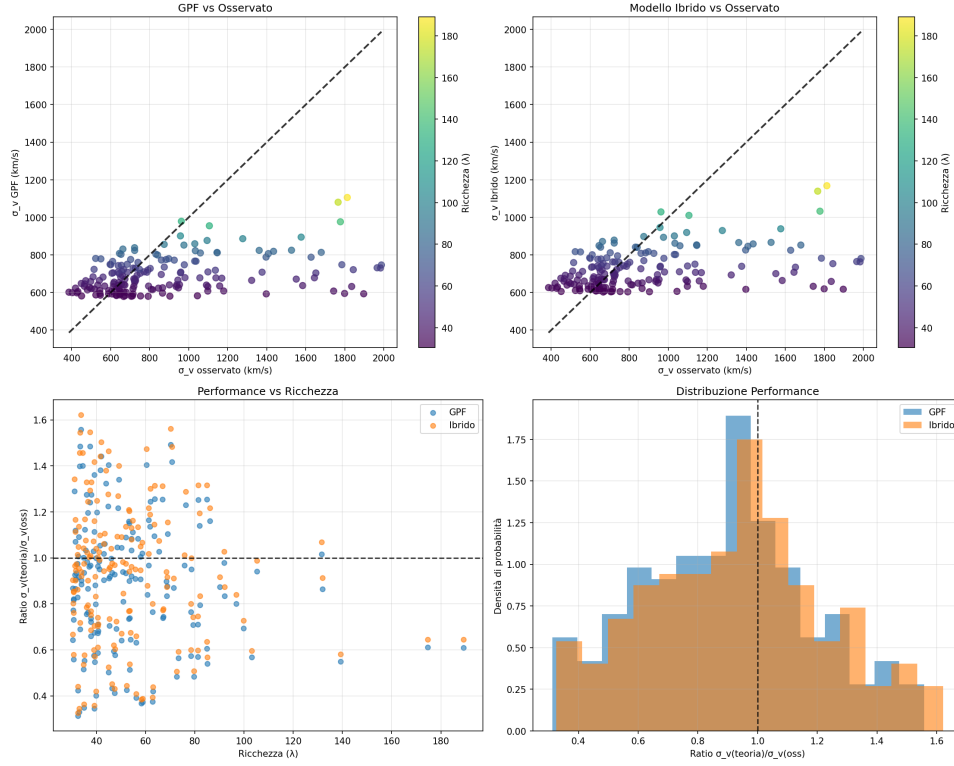 GPF vs Osservato
2000
1800
1600
1400
1200
1000
800
600
400
σ_v GPF (km/s)
400 600 800 1000 1200 1400 1600 1800 2000
σ_v osservato (km/s)
180
160
140
120
100
80
60
40
Ricchezza (λ)
Modello Ibrido vs Osservato
2000
1800
1600
1400
1200
1000
800
600
400
σ_v Ibrido (km/s)
400 600 800 1000 1200 1400 1600 1800 2000
σ_v osservato (km/s)
180
160
140
120
100
80
60
40
Ricchezza (λ)
Performance vs Ricchezza
GPF
Ibrido
1.6
1.4
1.2
1.0
0.8
0.6
0.4
Ratio σ_v(teoria)/σ_v(oss)
40 60 80 100 120 140 160 180
Ricchezza (λ)
Distribuzione Performance
GPF
Ibrido
1.75
1.50
1.25
1.00
0.75
0.50
0.25
0.00
Densità di probabilità
0.4 0.6 0.8 1.0 1.2 1.4 1.6
Ratio σ_v(teoria)/σ_v(oss)